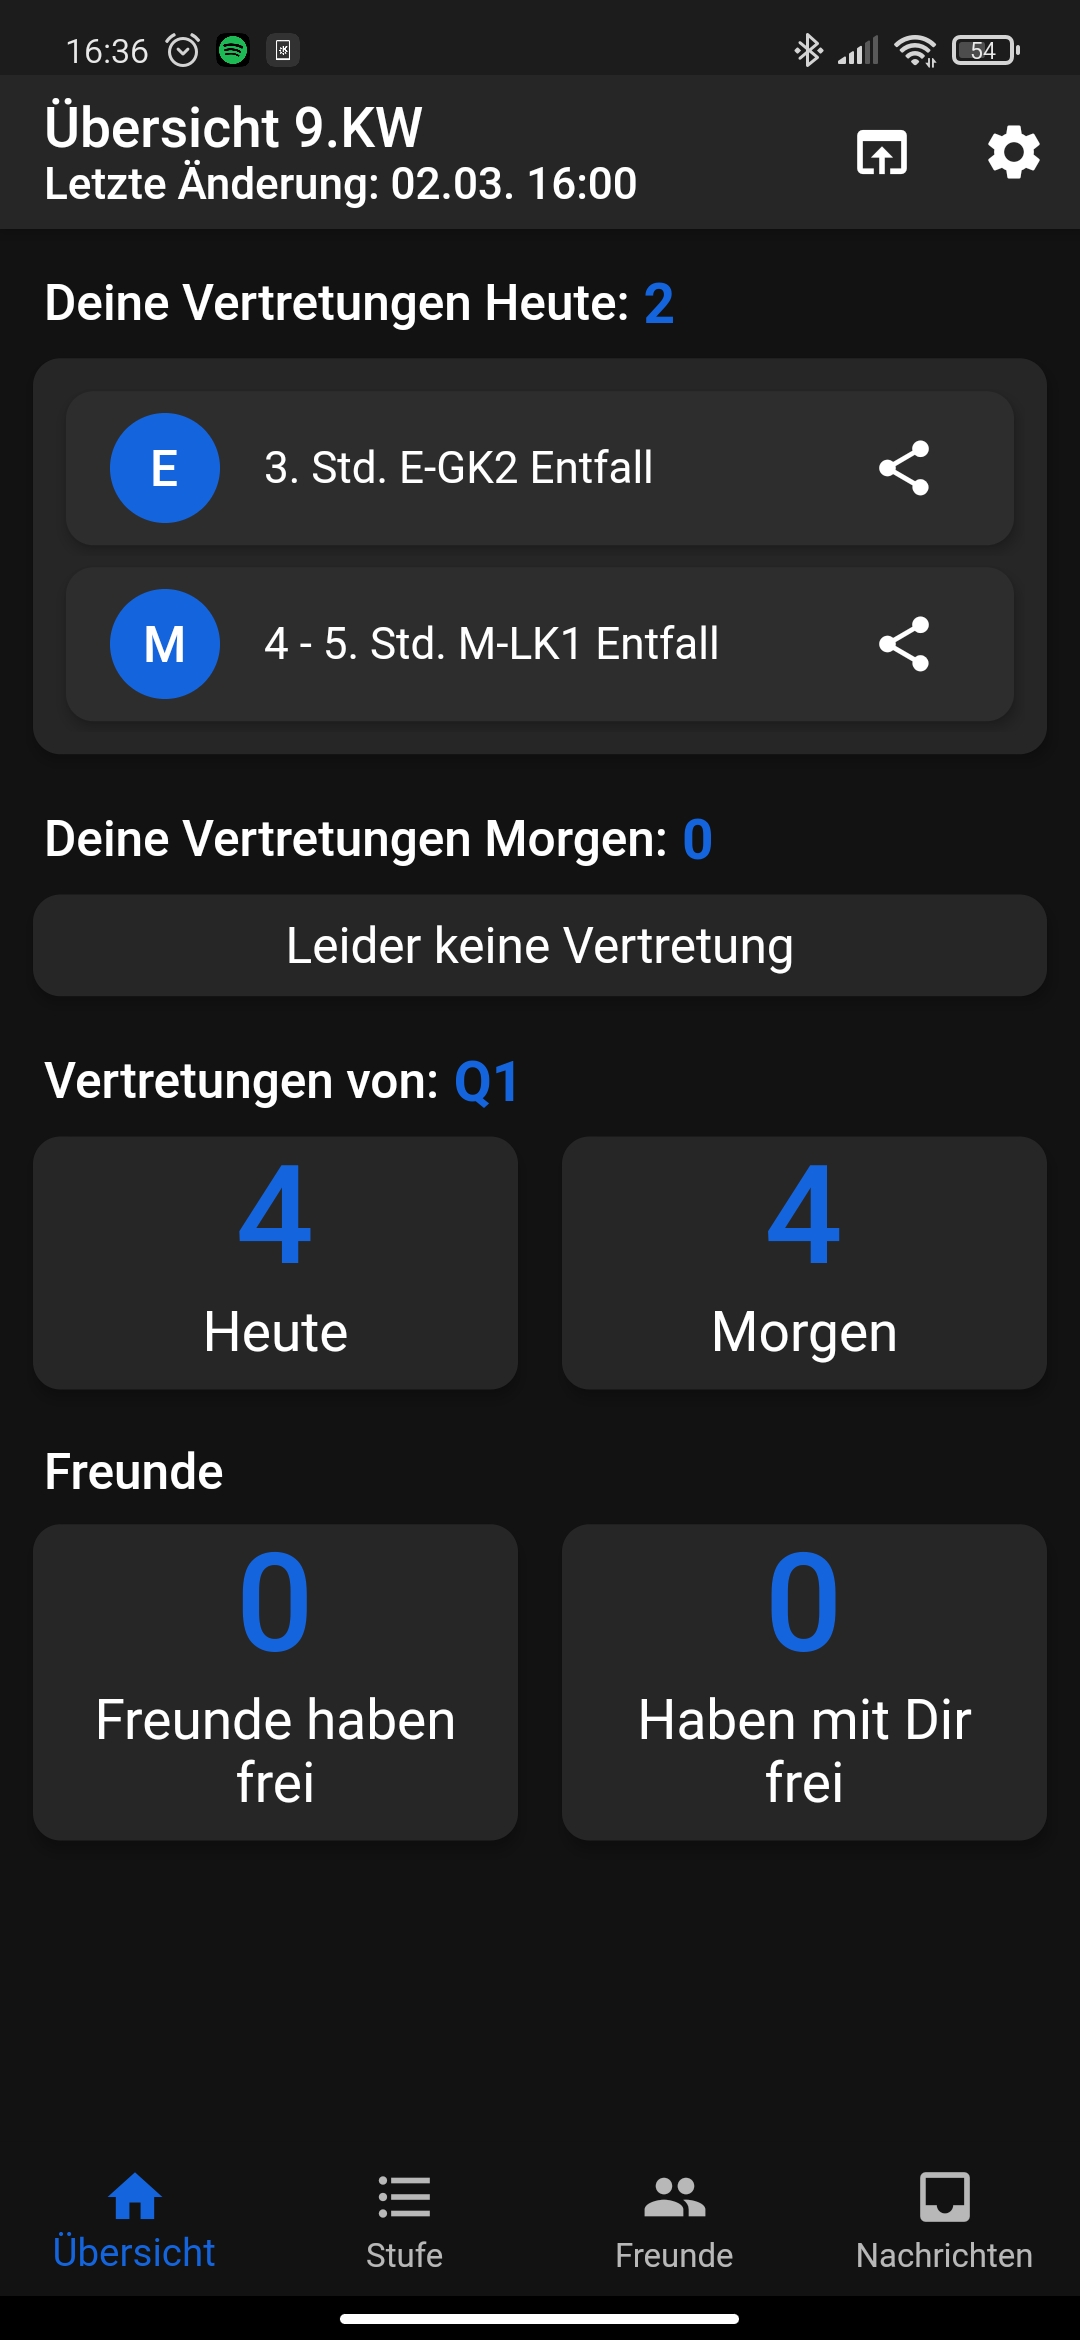 16:36
54
Übersicht 9.KW
Letzte Änderung: 02.03. 16:00
Deine Vertretungen Heute: 2
E
3. Std. E-GK2 Entfall
M
4 - 5. Std. M-LK1 Entfall
Deine Vertretungen Morgen: 0
Leider keine Vertretung
Vertretungen von: Q1
4
Heute
4
Morgen
Freunde
0
Freunde haben
frei
0
Haben mit Dir
frei
Übersicht
Stufe
Freunde
Nachrichten